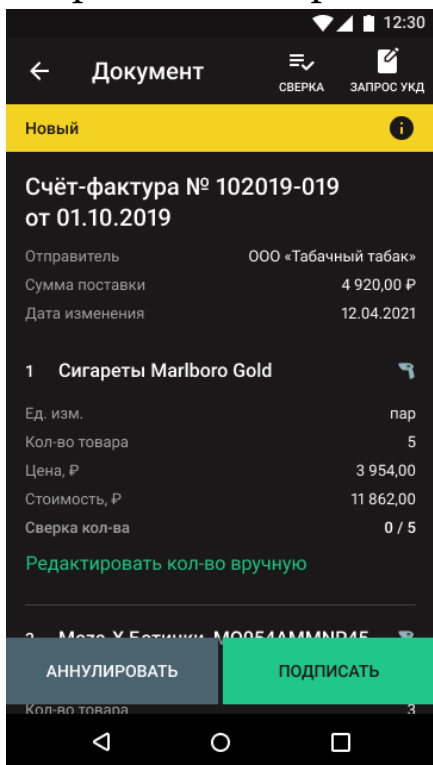 12:30
Документ
СВЕРКА
ЗАПРОС УКД
Новый
Счёт-фактура № 102019-019
от 01.10.2019
Отправитель ООО «Табачный табак»
Сумма поставки 4 920,00 ₽
Дата изменения 12.04.2021
1 Сигареты Marlboro Gold
Ед. изм. пар
Кол-во товара 5
Цена, ₽ 3 954,00
Стоимость, ₽ 11 862,00
Сверка кол-ва 0 / 5
Редактировать кол-во вручную
АННУЛИРОВАТЬ
ПОДПИСАТЬ
Кол-во товара 3